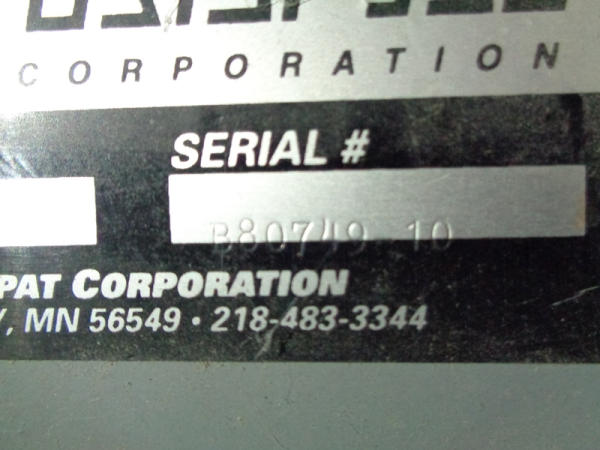 CORPORATION
SERIAL #
B80749 10
PAT CORPORATION
Y, MN 56549 · 218-483-3344